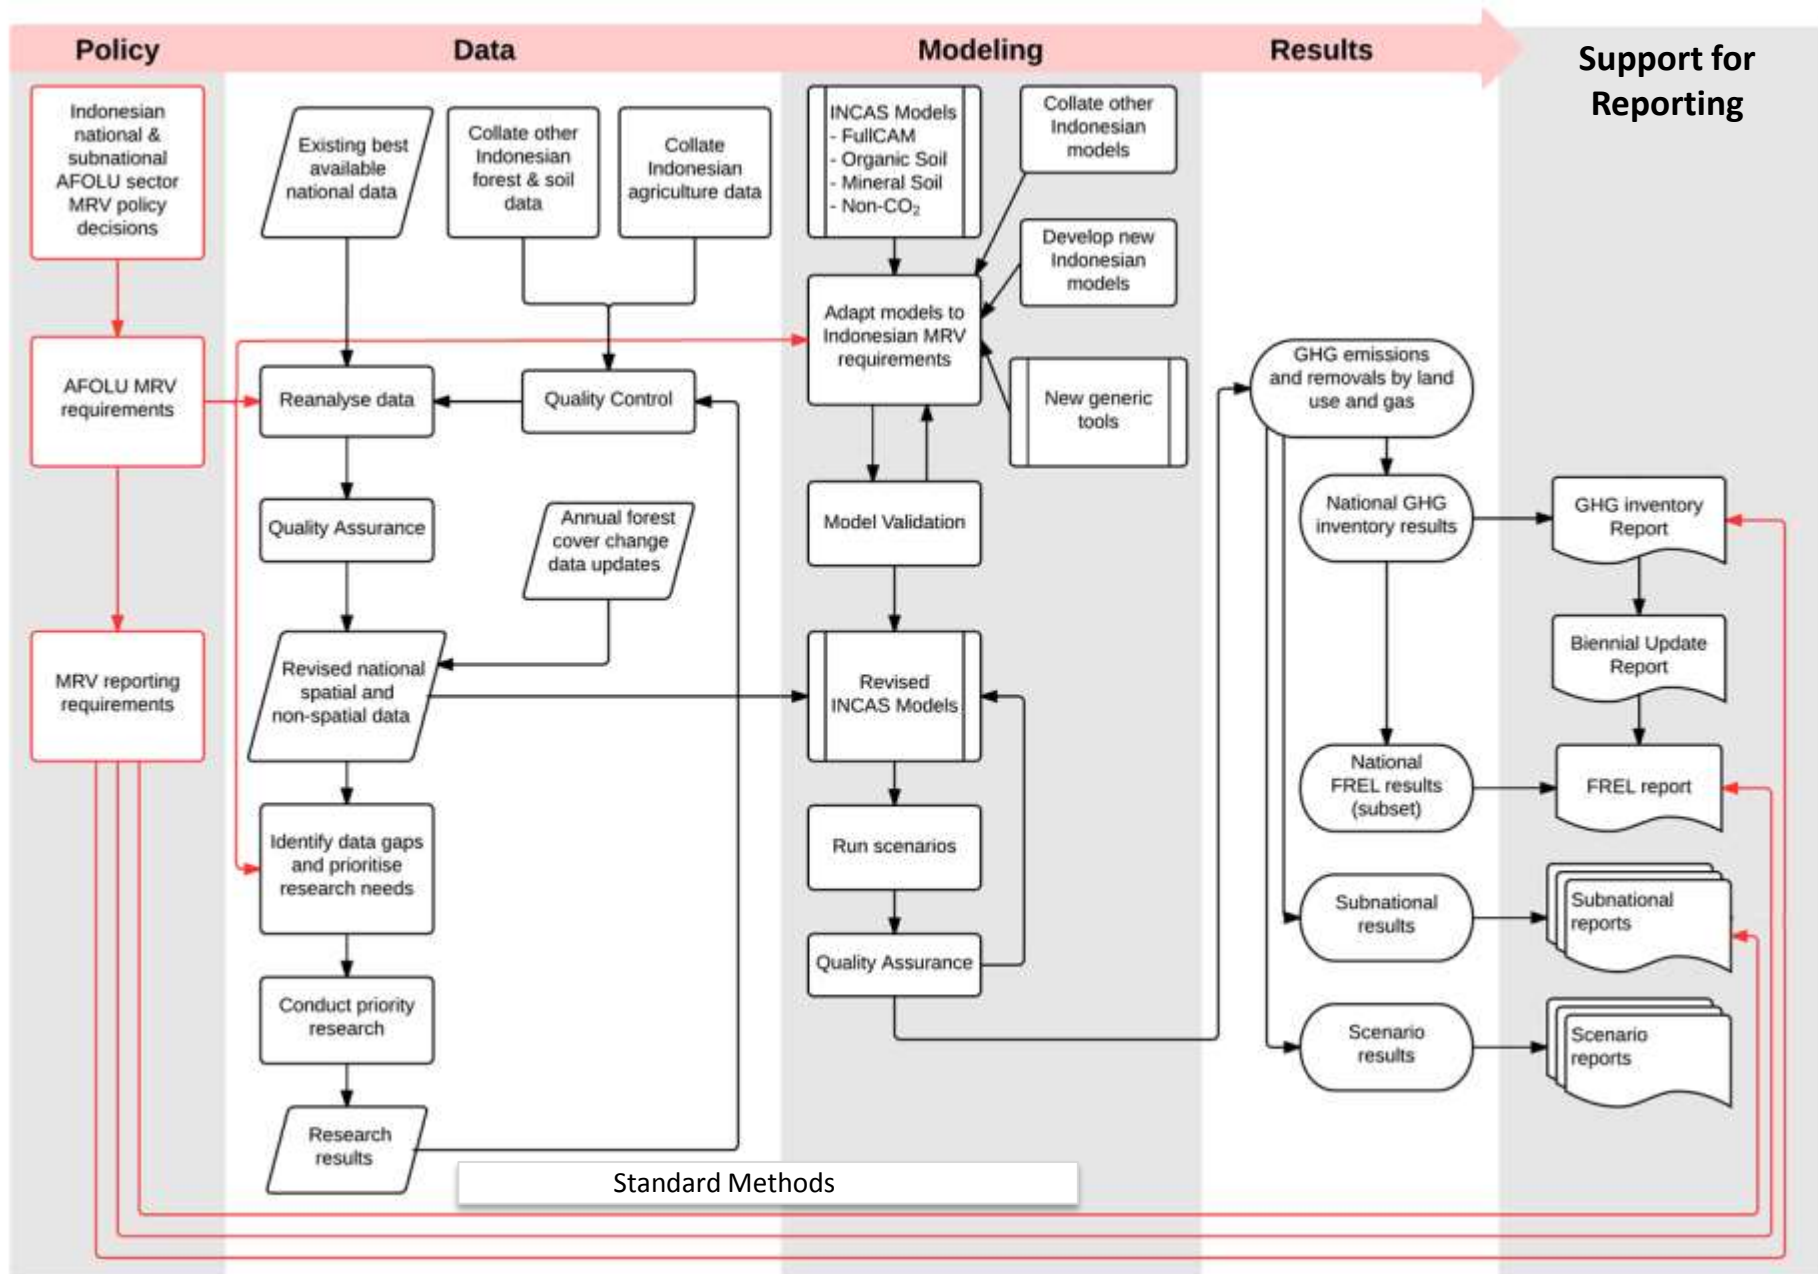 Policy
Data
Modeling
Results
Support for
Reporting
Indonesian
national &
subnational
AFOLU sector
MRV policy
decisions
AFOLU MRV
requirements
MRV reporting
requirements
Existing best
available
national data
Collate other
Indonesian
forest & soil
data
Collate
Indonesian
agriculture data
Reanalyse data
Quality Control
Quality Assurance
Annual forest
cover change
data updates
Revised national
spatial and
non-spatial data
Identify data gaps
and prioritise
research needs
Conduct priority
research
Research
results
INCAS Models
- FullCAM
- Organic Soil
- Mineral Soil
- Non-CO₂
Collate other
Indonesian
models
Develop new
Indonesian
models
Adapt models to
Indonesian MRV
requirements
New generic
tools
Model Validation
Revised
INCAS Models
Run scenarios
Quality Assurance
GHG emissions
and removals by land
use and gas
National GHG
inventory results
National
FREL results
(subset)
Subnational
results
Scenario
results
GHG inventory
Report
Biennial Update
Report
FREL report
Subnational
reports
Scenario
reports
Standard Methods